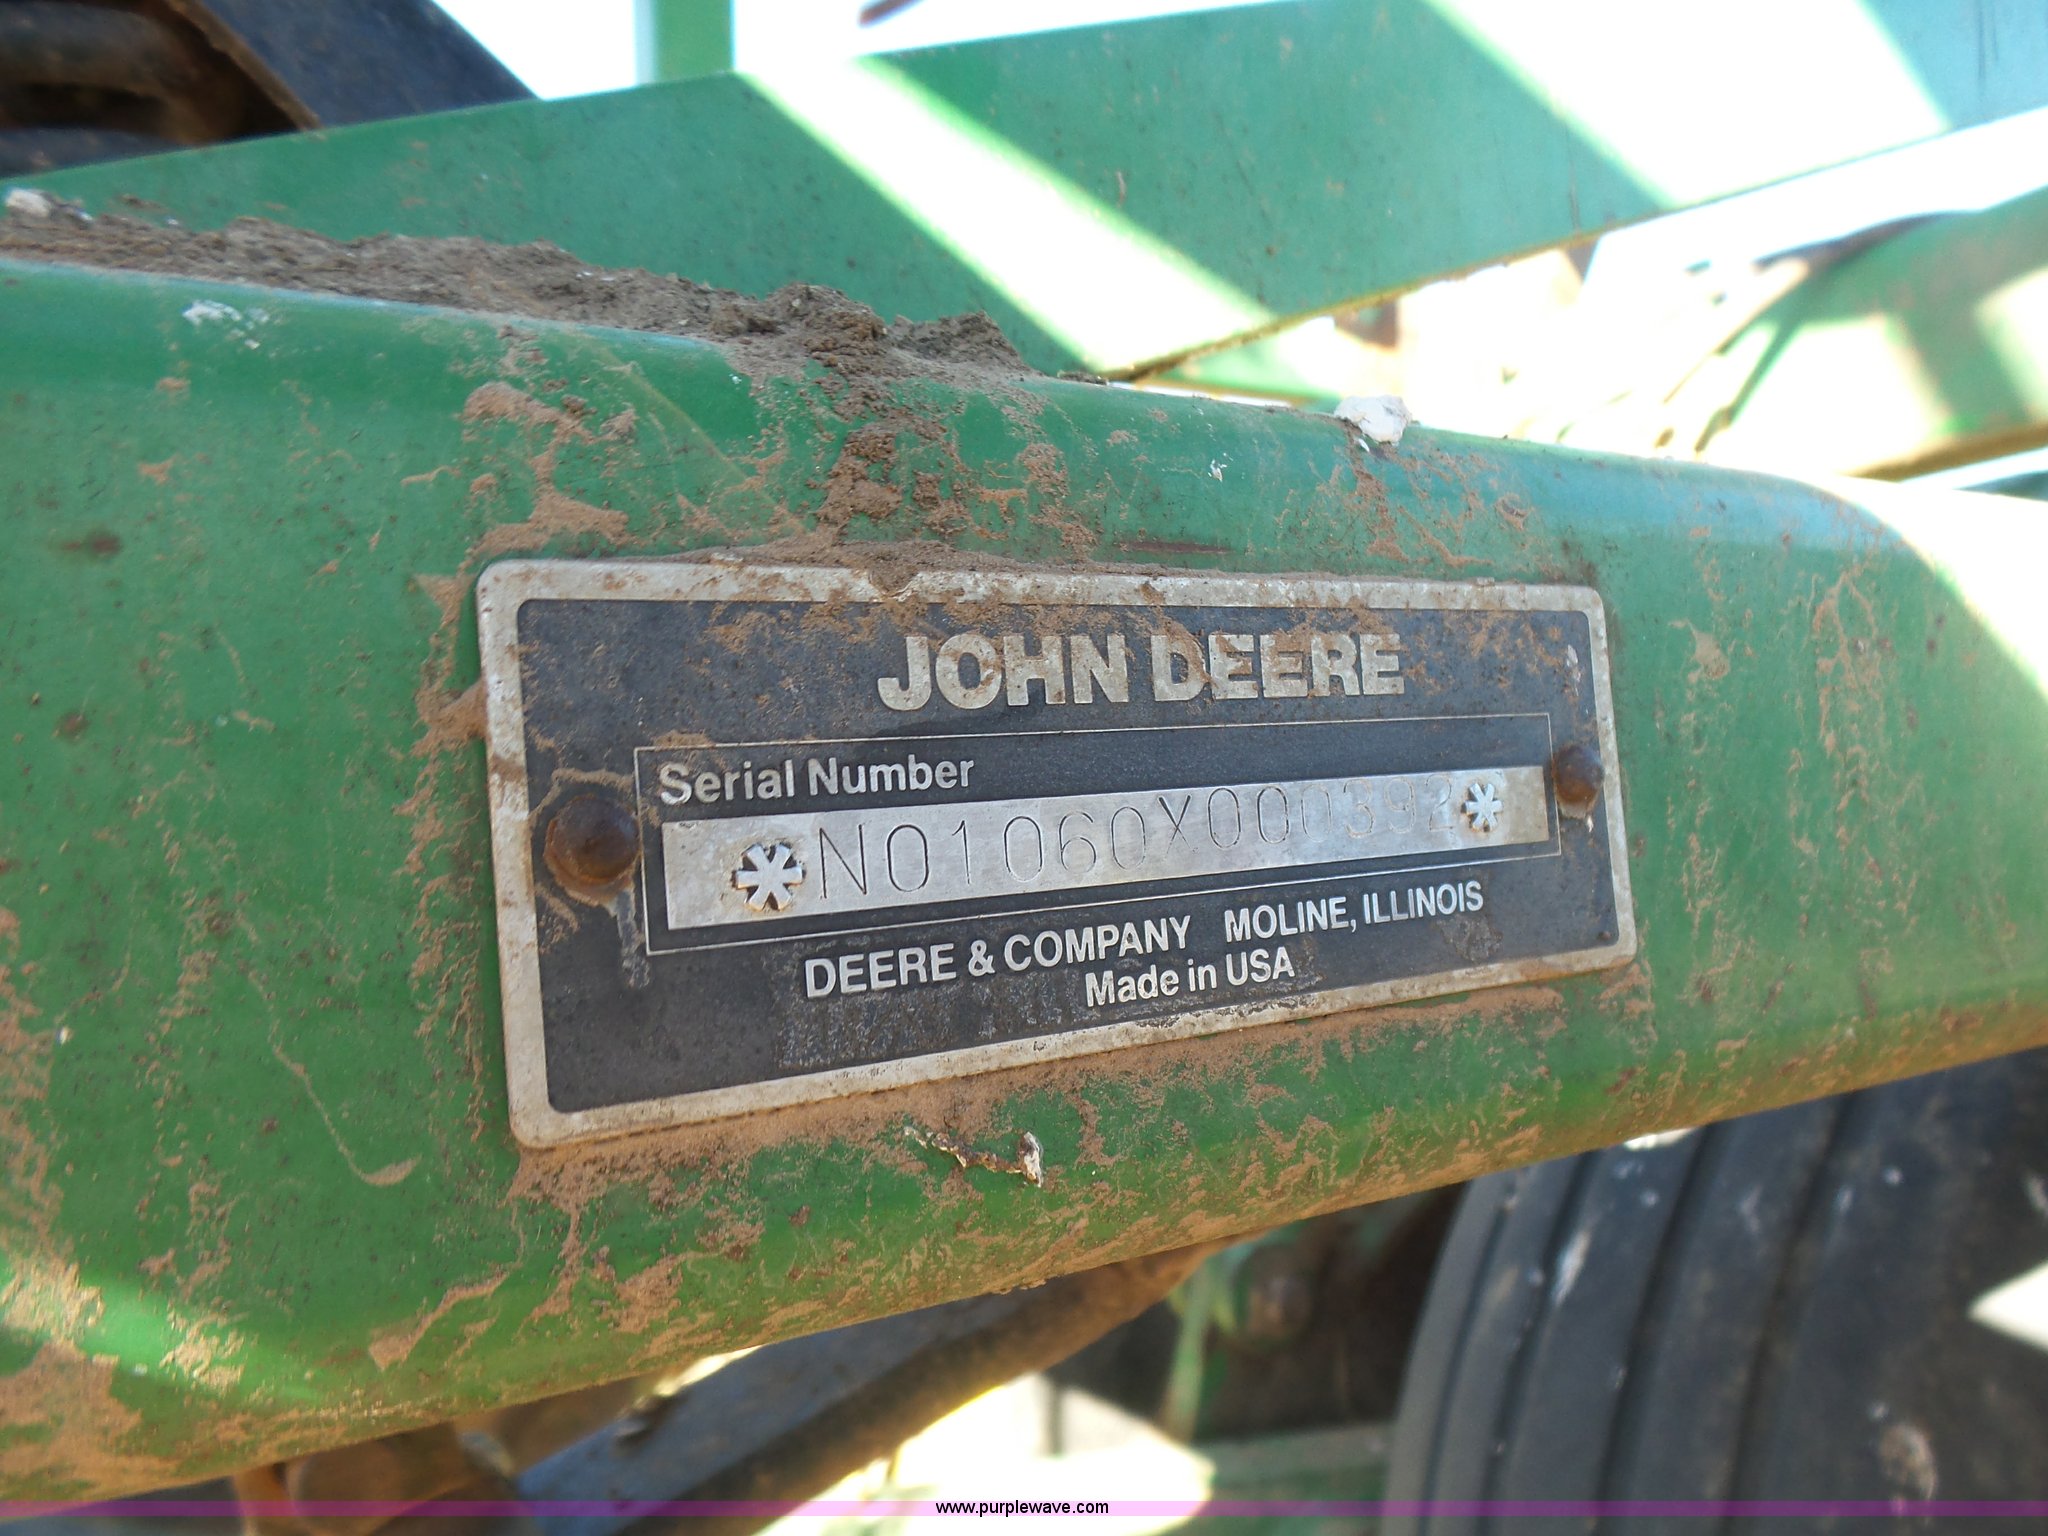 JOHN DEERE
Serial Number
*N01060X000392*
DEERE & COMPANY MOLINE, ILLINOIS
Made in USA
www.purplewave.com